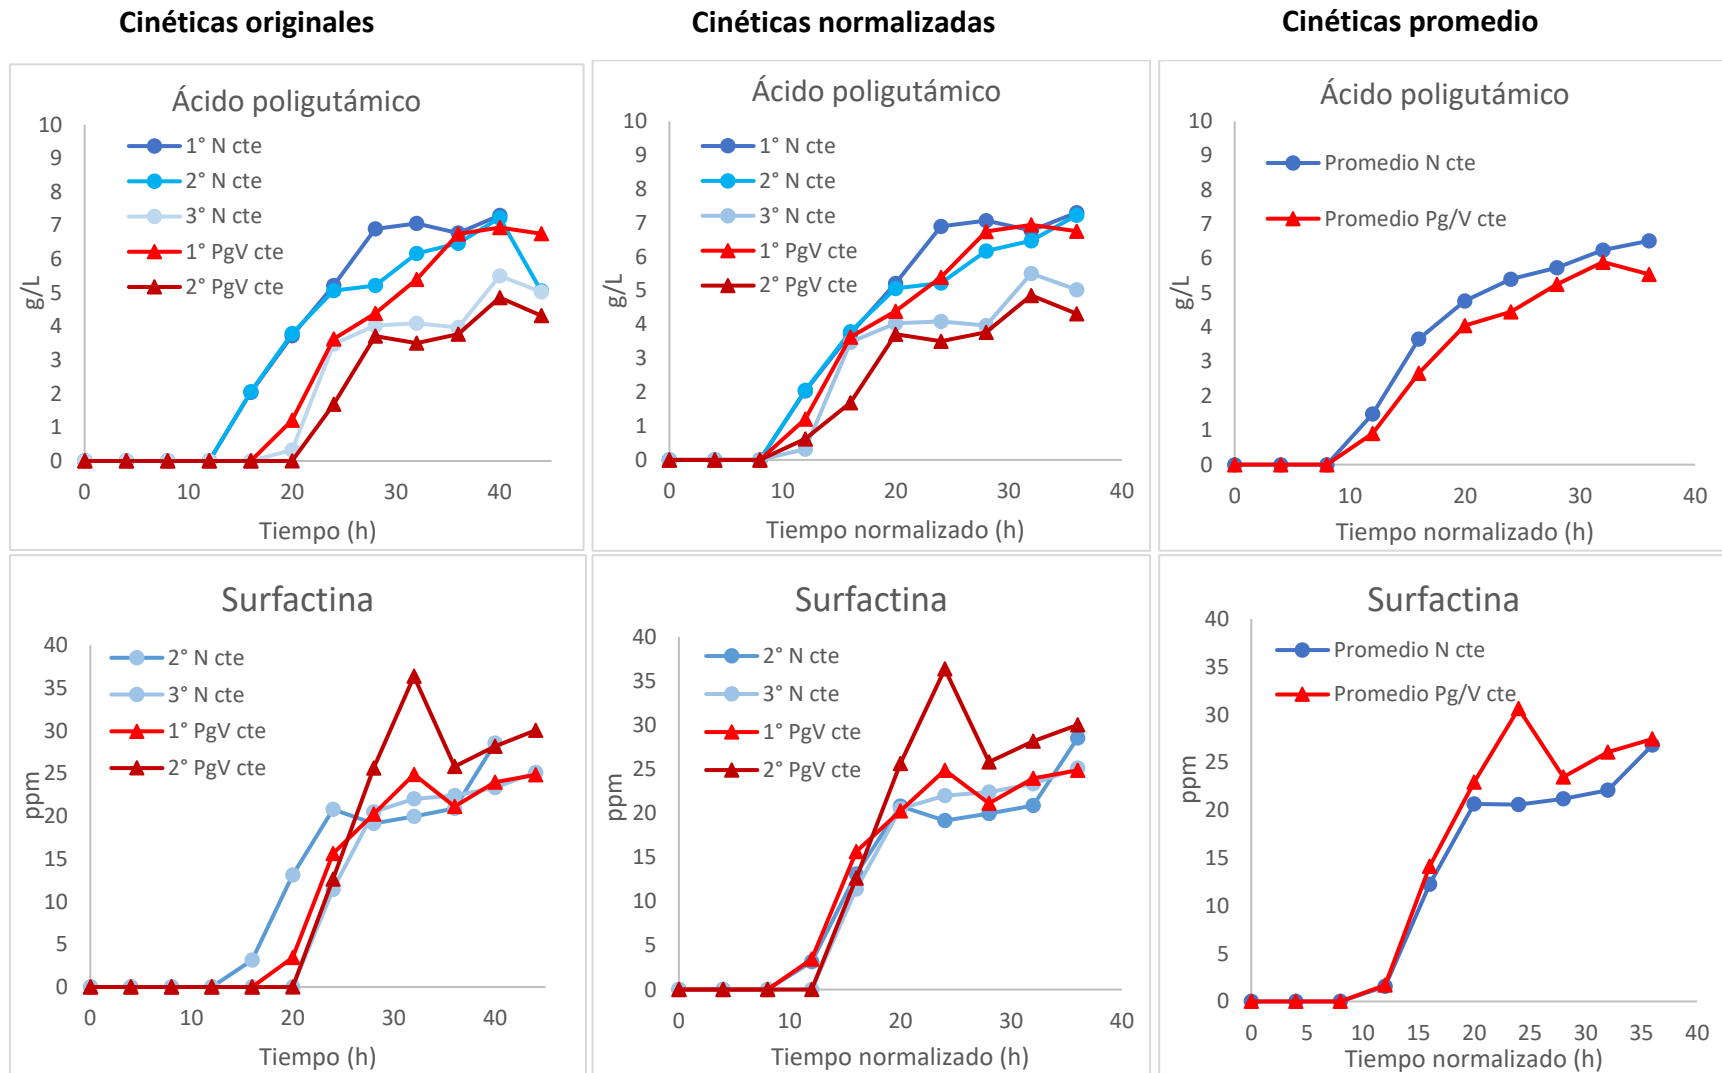 Cinéticas originales
Cinéticas normalizadas
Cinéticas promedio
Ácido poligutámico
10
9
8
7
6
5
4
3
2
1
0
g/L
1° N cte
2° N cte
3° N cte
1° PgV cte
2° PgV cte
0
10
20
30
40
Tiempo (h)
Ácido poligutámico
10
9
8
7
6
5
4
3
2
1
0
g/L
1° N cte
2° N cte
3° N cte
1° PgV cte
2° PgV cte
0
10
20
30
40
Tiempo normalizado (h)
Ácido poligutámico
10
9
8
7
6
5
4
3
2
1
0
g/L
Promedio N cte
Promedio Pg/V cte
0
10
20
30
40
Tiempo normalizado (h)
Surfactina
40
35
30
25
20
15
10
5
0
ppm
2° N cte
3° N cte
1° PgV cte
2° PgV cte
0
10
20
30
40
Tiempo (h)
Surfactina
40
35
30
25
20
15
10
5
0
ppm
2° N cte
3° N cte
1° PgV cte
2° PgV cte
0
10
20
30
40
Tiempo normalizado (h)
Surfactina
40
35
30
25
20
15
10
5
0
ppm
Promedio N cte
Promedio Pg/V cte
0
5
10
15
20
25
30
35
40
Tiempo normalizado (h)